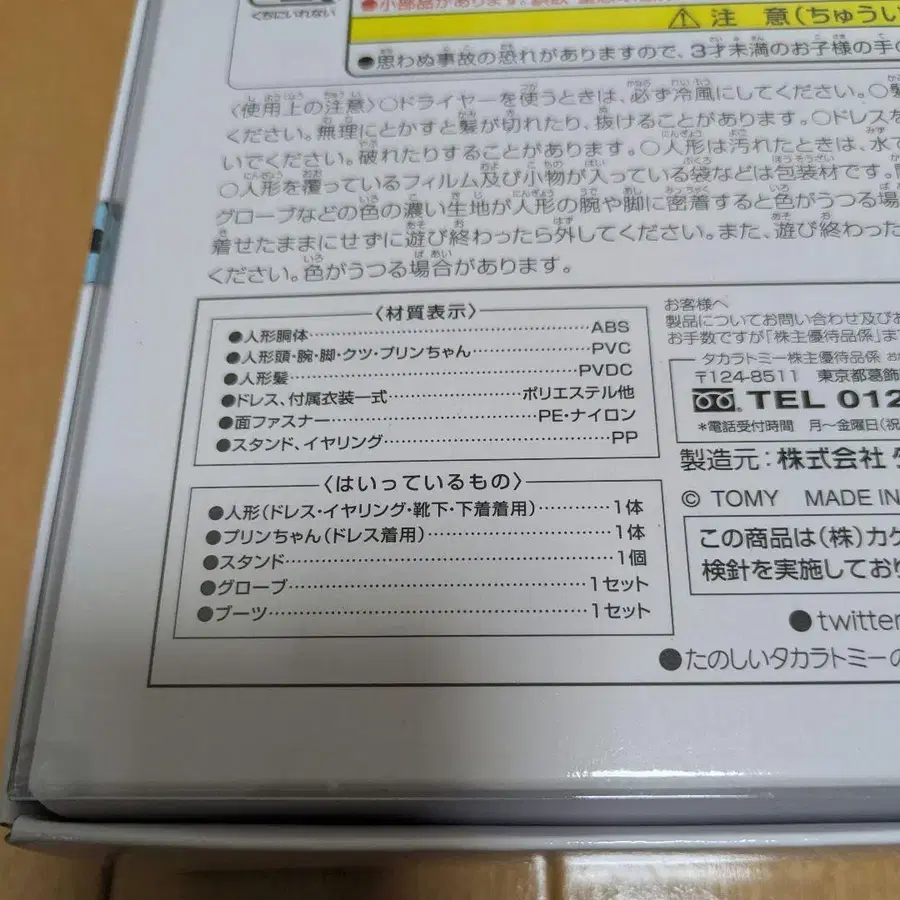 くちにいれない
●小部品があります。誤飲
⚠ 注 意(ちゅうい
●思わぬ事故の恐れがありますので、3才未満のお子様の手の
〈使用上の注意〉○ドライヤーを使うときは、必ず冷風にしてください。○
ください。無理にとかすと髪が切れたり、抜けることがあります。○ドレスを
いでください。破れたりすることがあります。○人形は汚れたときは、水で
○人形を覆っているフィルム及び小物が入っている袋などは包装材です。
グローブなどの色の濃い生地が人形の腕や脚に密着すると色がうつる場
着せたままにせずに遊び終わったら外してください。また、遊び終わった
ください。色がうつる場合があります。
〈材質表示〉
●人形胴体……ABS
●人形頭・腕・脚・クツ・プリンちゃん……PVC
●人形髪……PVDC
●ドレス、付属衣装一式……ポリエステル他
●面ファスナー……PE・ナイロン
●スタンド、イヤリング……PP
〈はいっているもの〉
●人形(ドレス・イヤリング・靴下・下着着用)……1体
●プリンちゃん(ドレス着用)……1体
●スタンド……1個
●グローブ……1セット
●ブーツ……1セット
お客様へ
製品についてお問い合わせ及びお
お手数ですが「株主優待品係」ま
タカラトミー株主優待品係
〒124-8511 東京都葛飾
TEL 012
*電話受付時間 月〜金曜日(祝
製造元:株式会社
© TOMY MADE IN
この商品は(株)カケ
検針を実施しており
●twitter
●たのしいタカラトミーの